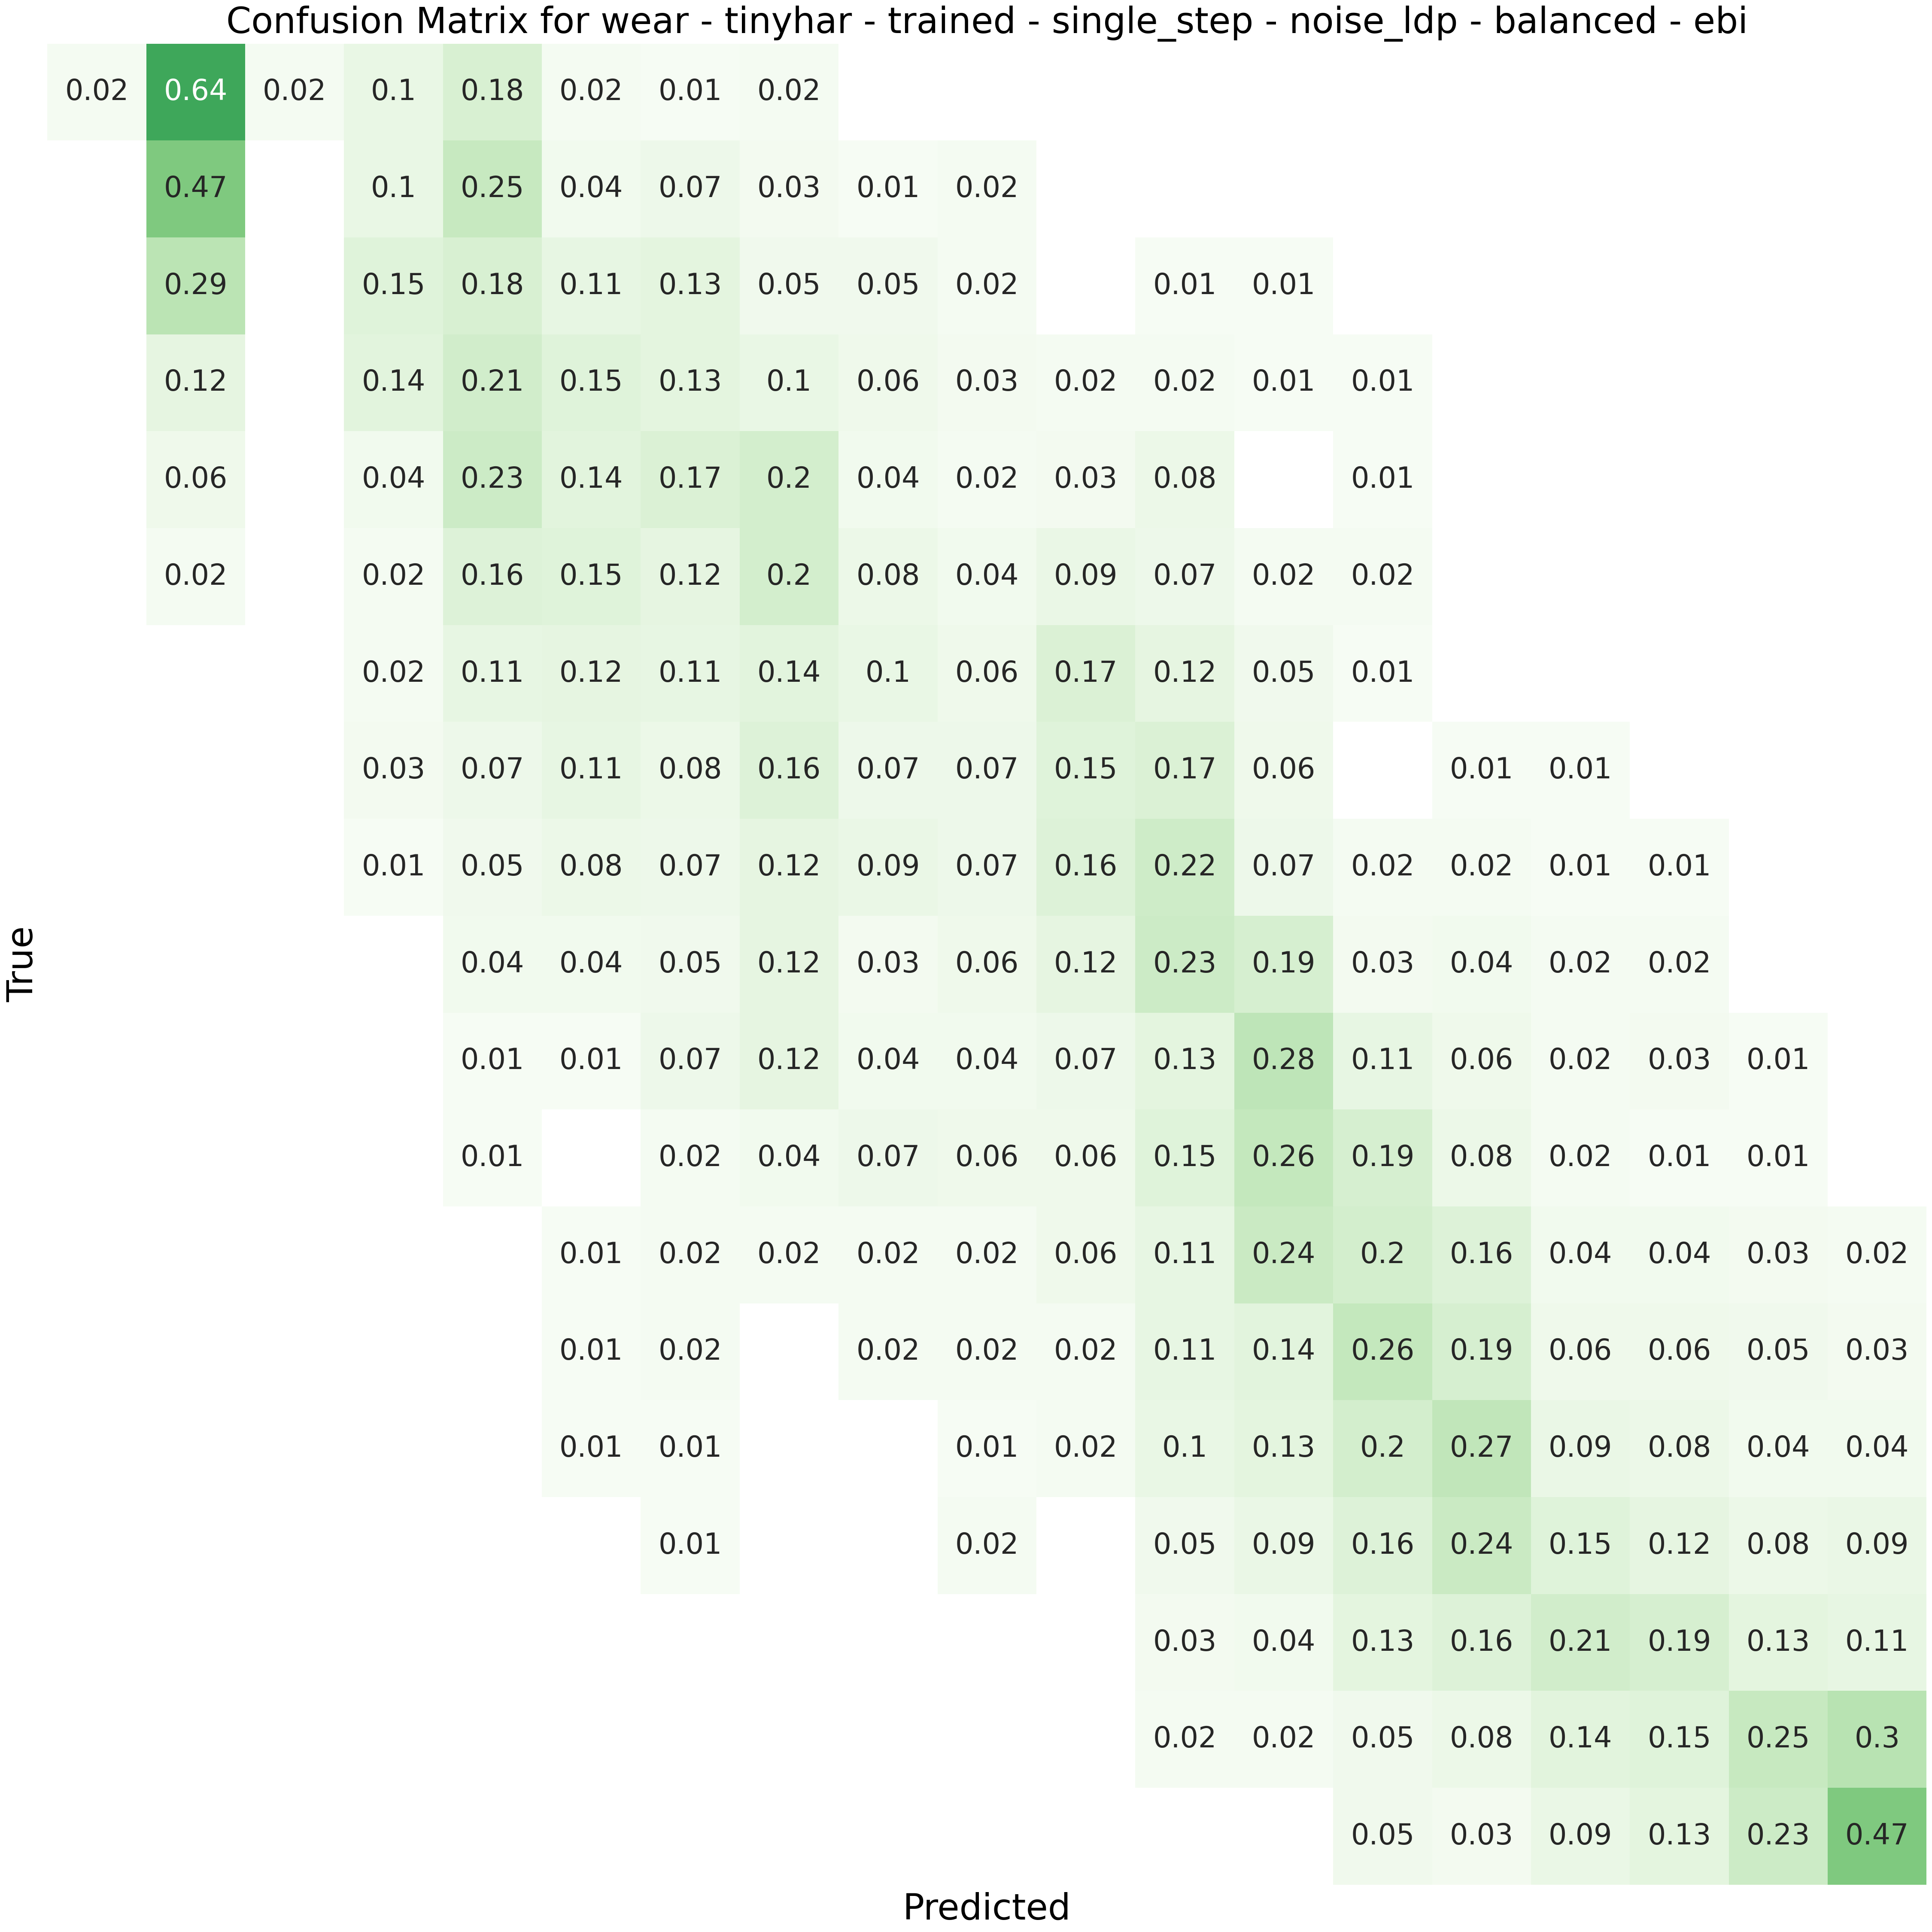 Confusion Matrix for wear - tinyhar - trained - single_step - noise_ldp - balanced - ebi
0.02 0.64 0.02 0.1 0.18 0.02 0.01 0.02
0.47 0.1 0.25 0.04 0.07 0.03 0.01 0.02
0.29 0.15 0.18 0.11 0.13 0.05 0.05 0.02 0.01 0.01
0.12 0.14 0.21 0.15 0.13 0.1 0.06 0.03 0.02 0.02 0.01 0.01
0.06 0.04 0.23 0.14 0.17 0.2 0.04 0.02 0.03 0.08 0.01
0.02 0.02 0.16 0.15 0.12 0.2 0.08 0.04 0.09 0.07 0.02 0.02
0.02 0.11 0.12 0.11 0.14 0.1 0.06 0.17 0.12 0.05 0.01
0.03 0.07 0.11 0.08 0.16 0.07 0.07 0.15 0.17 0.06 0.01 0.01
0.01 0.05 0.08 0.07 0.12 0.09 0.07 0.16 0.22 0.07 0.02 0.02 0.01 0.01
True
0.04 0.04 0.05 0.12 0.03 0.06 0.12 0.23 0.19 0.03 0.04 0.02 0.02
0.01 0.01 0.07 0.12 0.04 0.04 0.07 0.13 0.28 0.11 0.06 0.02 0.03 0.01
0.01 0.02 0.04 0.07 0.06 0.06 0.15 0.26 0.19 0.08 0.02 0.01 0.01
0.01 0.02 0.02 0.02 0.02 0.06 0.11 0.24 0.2 0.16 0.04 0.04 0.03 0.02
0.01 0.02 0.02 0.02 0.02 0.11 0.14 0.26 0.19 0.06 0.06 0.05 0.03
0.01 0.01 0.01 0.02 0.1 0.13 0.2 0.27 0.09 0.08 0.04 0.04
0.01 0.02 0.05 0.09 0.16 0.24 0.15 0.12 0.08 0.09
0.03 0.04 0.13 0.16 0.21 0.19 0.13 0.11
0.02 0.02 0.05 0.08 0.14 0.15 0.25 0.3
0.05 0.03 0.09 0.13 0.23 0.47
Predicted